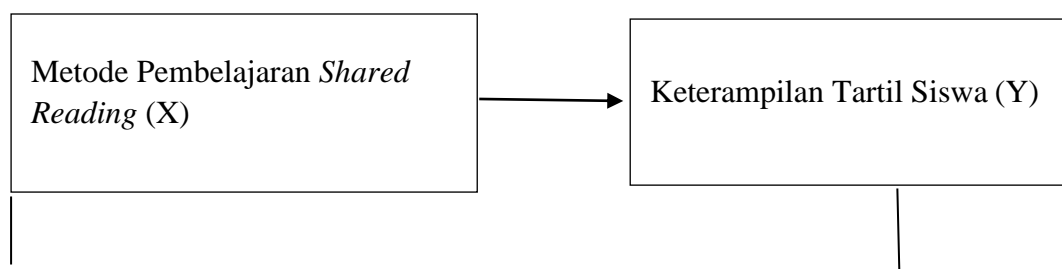 Metode Pembelajaran Shared
Reading (X)
Keterampilan Tartil Siswa (Y)